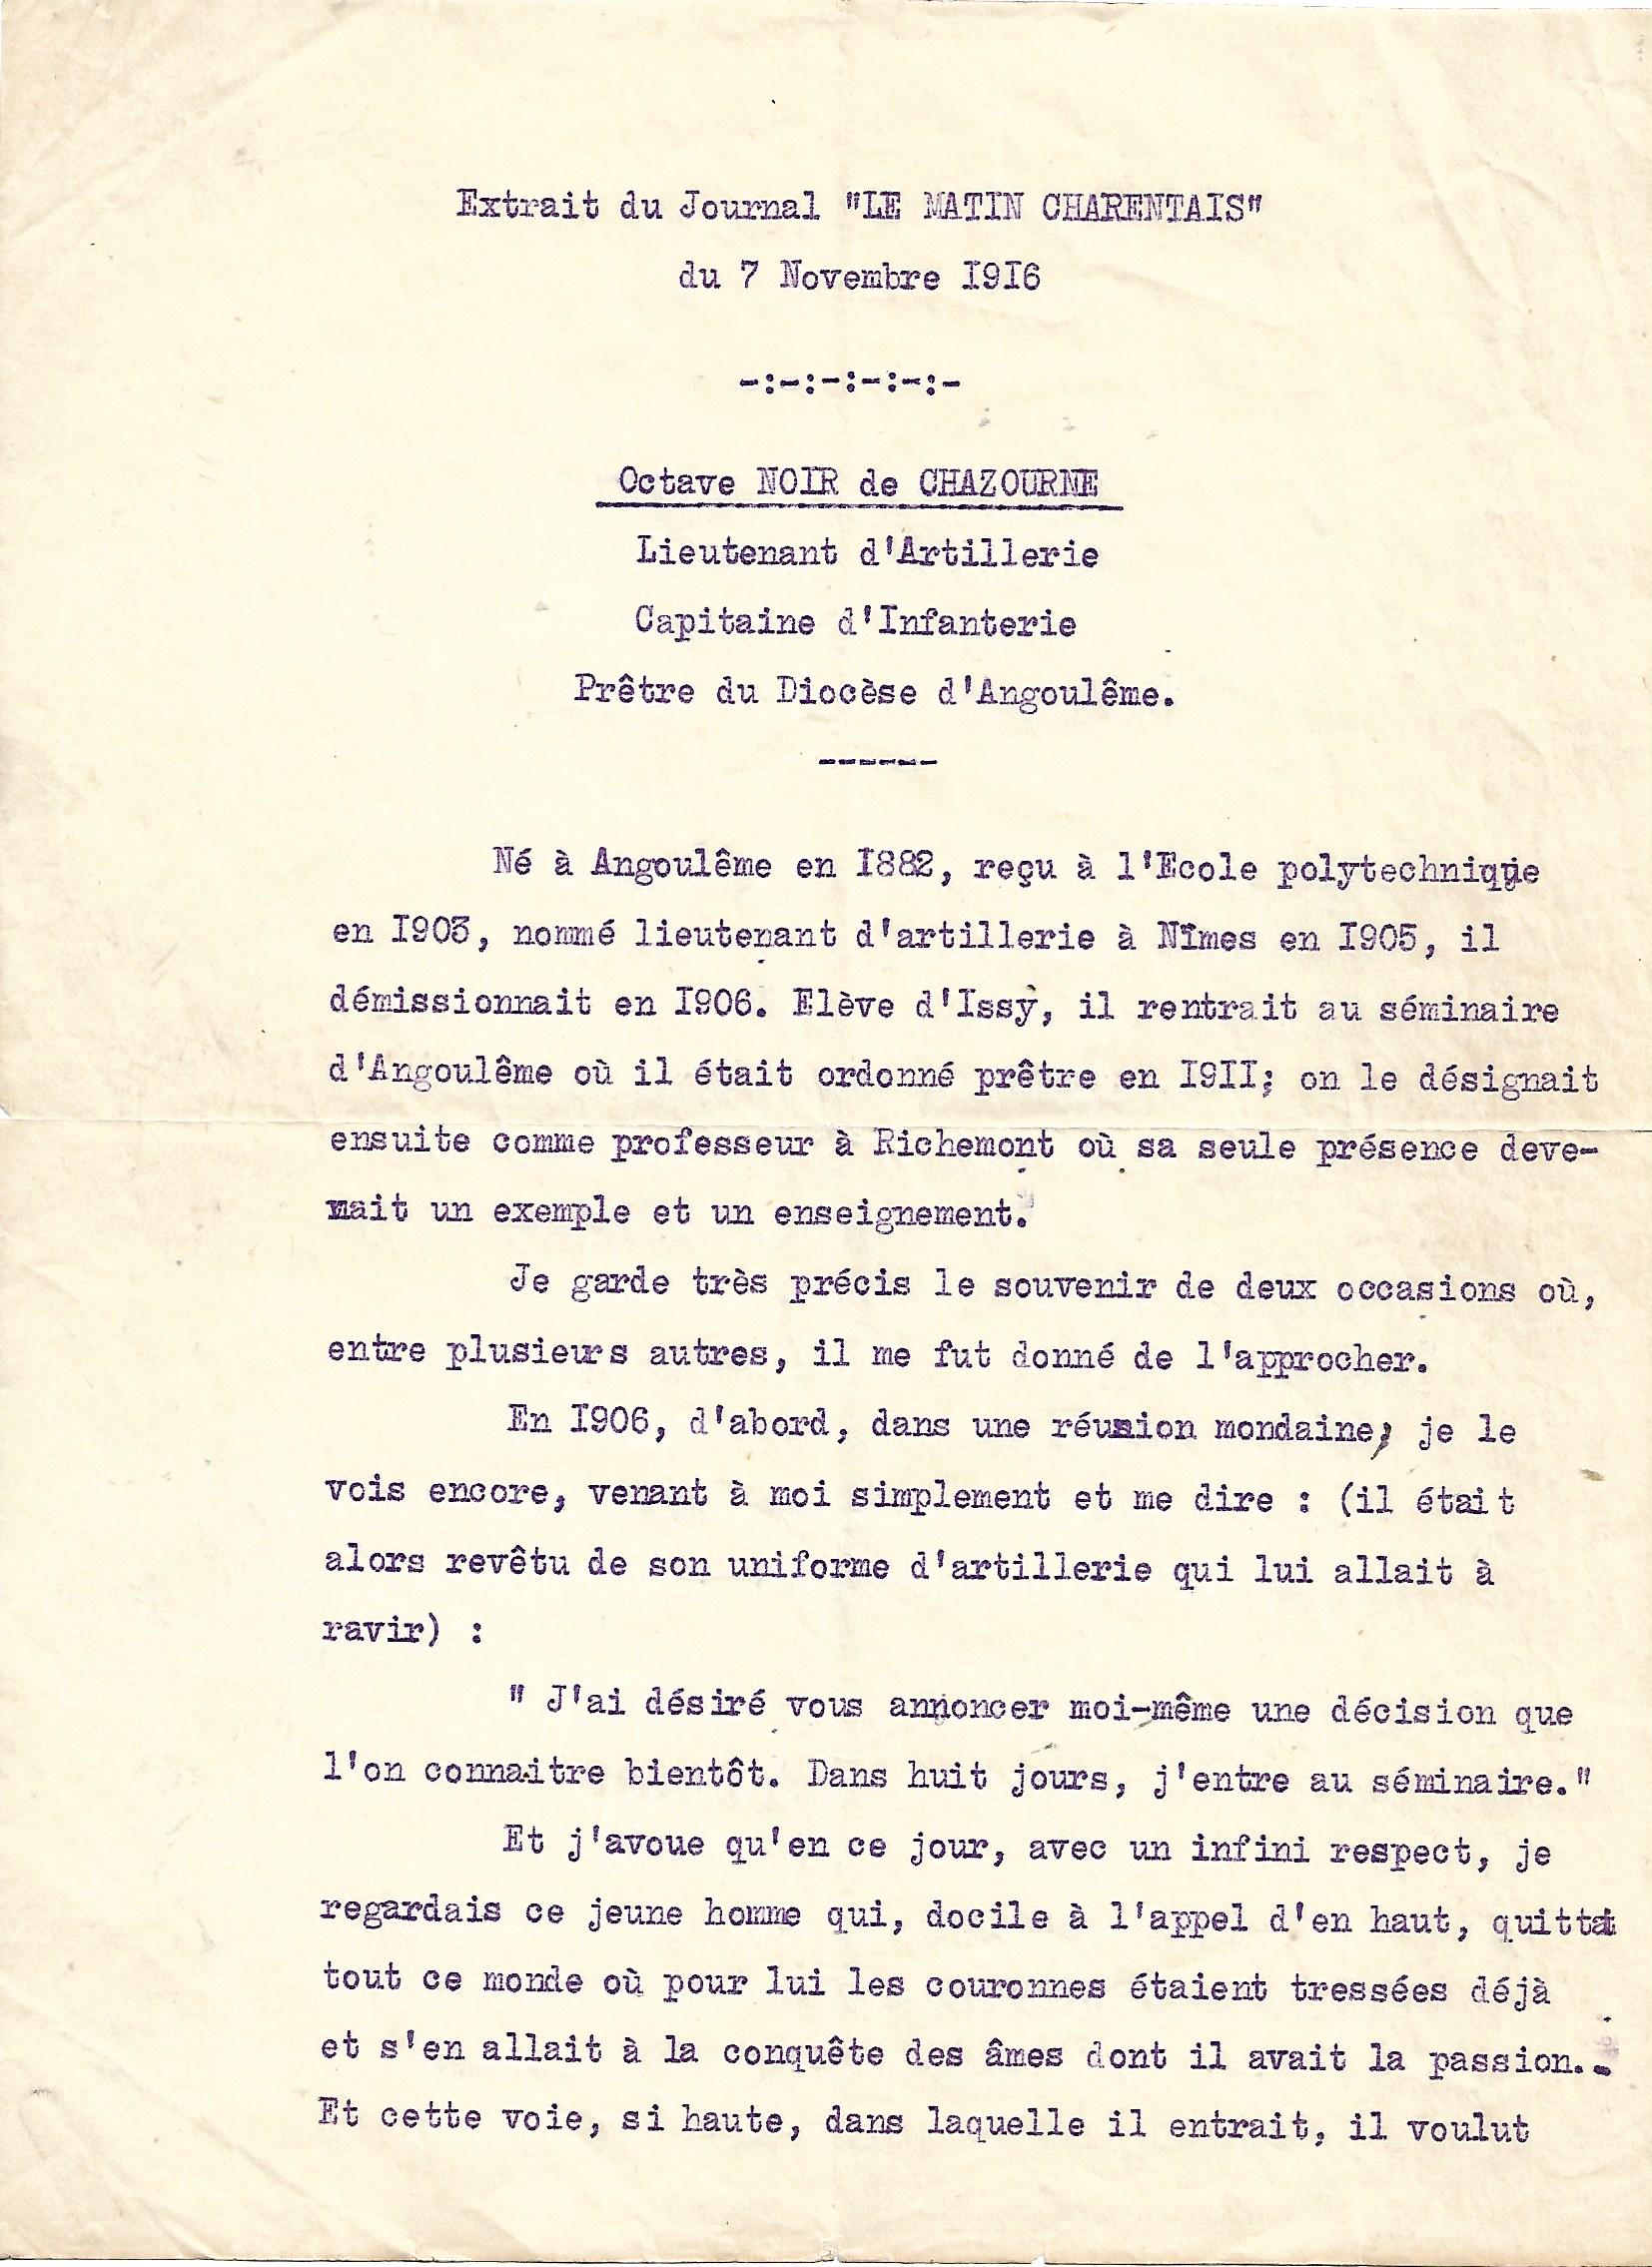 Extrait du Journal "LE MATIN CHARENTAIS"
du 7 Novembre I9I6
-:-:-:-:-:-
Octave NOIR de CHAZOURNE
Lieutenant d'Artillerie
Capitaine d'Infanterie
Prêtre du Diocèse d'Angoulême.
------
Né à Angoulême en I882, reçu à l'Ecole polytechnique
en I903, nommé lieutenant d'artillerie à Nîmes en I905, il
démissionnait en I906. Elève d'Issy, il rentrait au séminaire
d'Angoulême où il était ordonné prêtre en I9II; on le désignait
ensuite comme professeur à Richemont où sa seule présence deve-
nait un exemple et un enseignement.
Je garde très précis le souvenir de deux occasions où,
entre plusieurs autres, il me fut donné de l'approcher.
En I906, d'abord, dans une réunion mondaine, je le
vois encore, venant à moi simplement et me dire : (il était
alors revêtu de son uniforme d'artillerie qui lui allait à
ravir) :
" J'ai désiré vous annoncer moi-même une décision que
l'on connaitre bientôt. Dans huit jours, j'entre au séminaire."
Et j'avoue qu'en ce jour, avec un infini respect, je
regardais ce jeune homme qui, docile à l'appel d'en haut, quittait
tout ce monde où pour lui les couronnes étaient tressées déjà
et s'en allait à la conquête des âmes dont il avait la passion..
Et cette voie, si haute, dans laquelle il entrait, il voulut